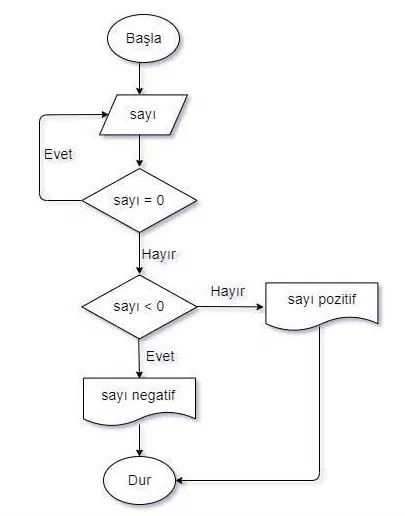 Başla
sayı
Evet
sayı = 0
Hayır
sayı < 0
Hayır
sayı pozitif
Evet
sayı negatif
Dur